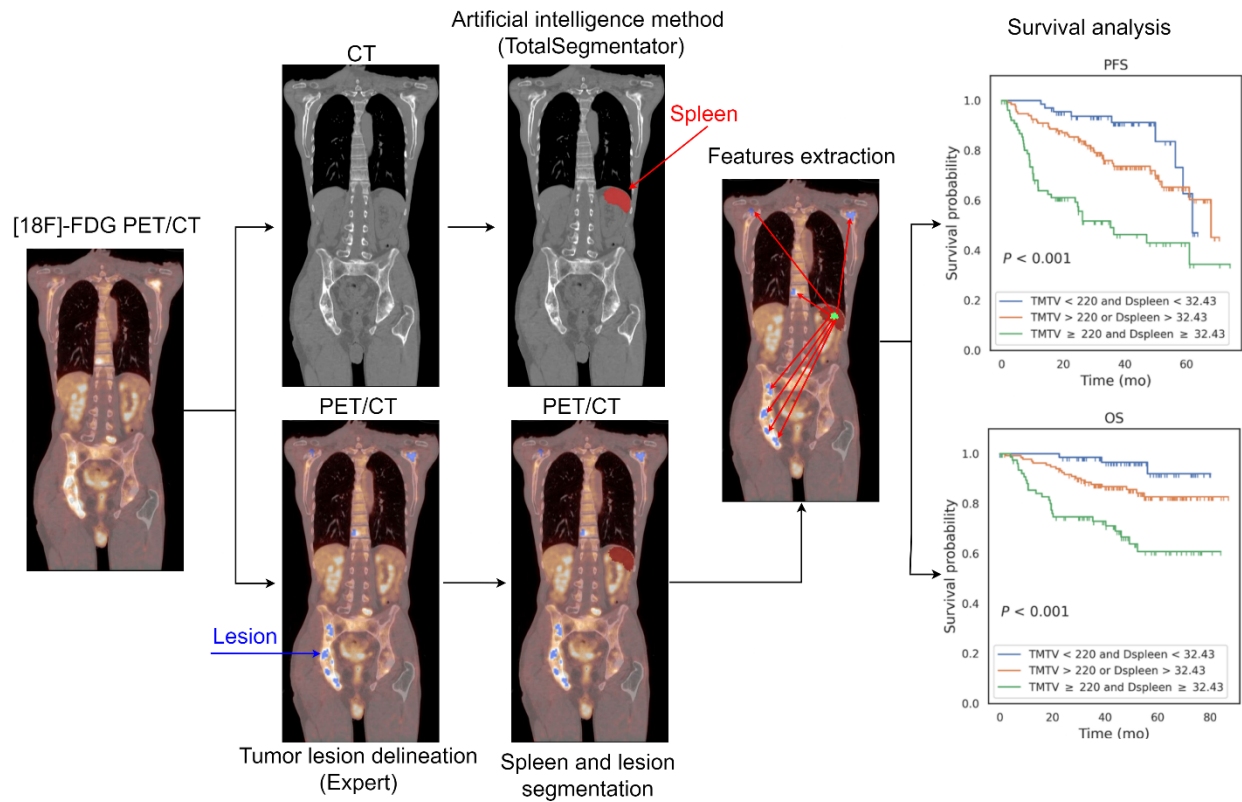 Artificial intelligence method
(TotalSegmentator)
Survival analysis
CT
PFS
Spleen
Features extraction
[18F]-FDG PET/CT
1.0
0.8
0.6
0.4
0.2
0.0
Survival probability
P < 0.001
TMTV < 220 and Dspleen < 32.43
TMTV > 220 or Dspleen > 32.43
TMTV ≥ 220 and Dspleen ≥ 32.43
0
20
40
60
Time (mo)
PET/CT
PET/CT
OS
1.0
0.8
0.6
0.4
0.2
0.0
Survival probability
P < 0.001
TMTV < 220 and Dspleen < 32.43
TMTV > 220 or Dspleen > 32.43
TMTV ≥ 220 and Dspleen ≥ 32.43
0
20
40
60
80
Time (mo)
Lesion
Tumor lesion delineation
(Expert)
Spleen and lesion
segmentation